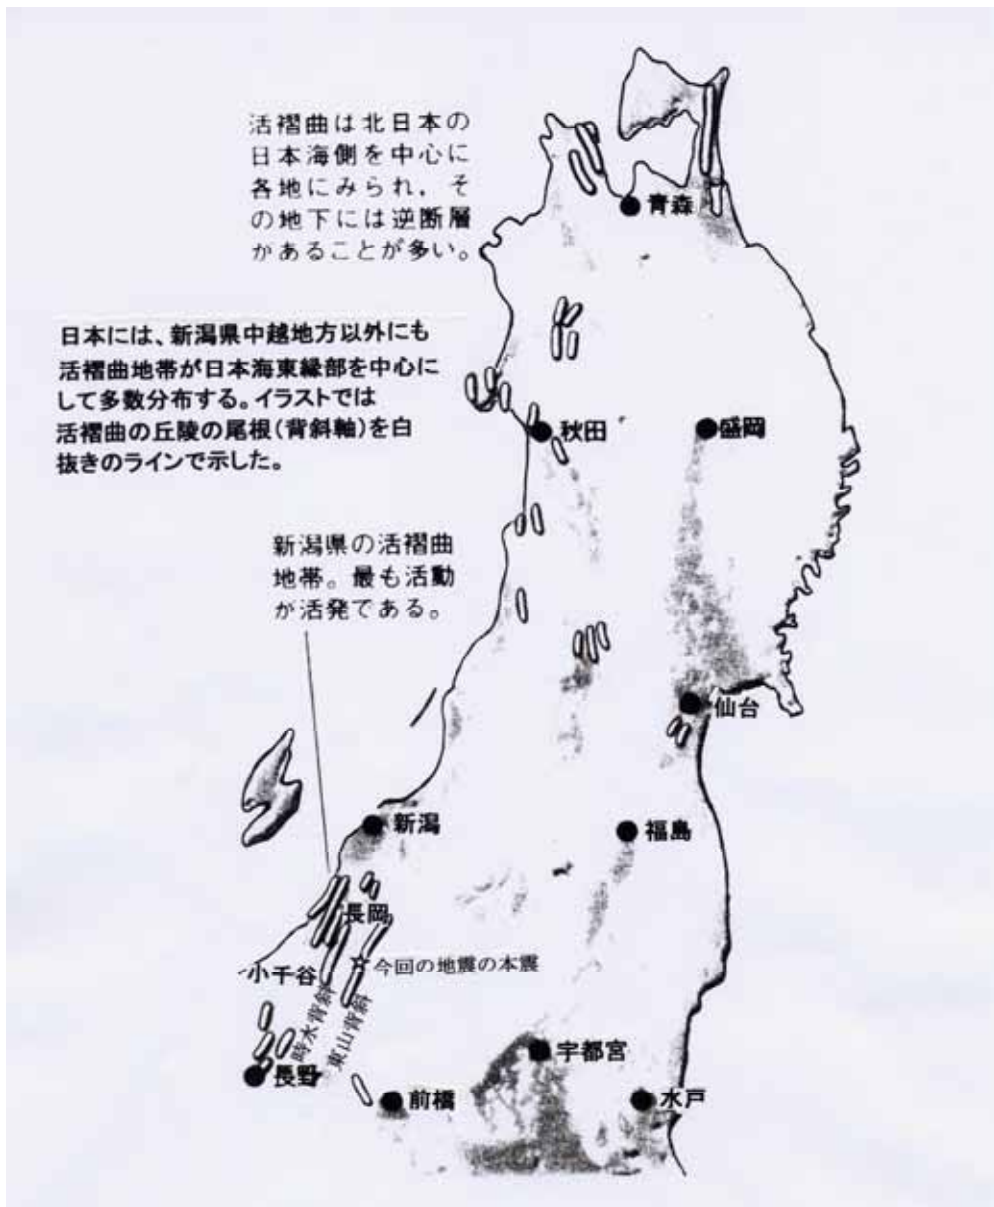 活褶曲は北日本の
日本海側を中心に
各地にみられ，そ
の地下には逆断層
があることが多い。
日本には、新潟県中越地方以外にも
活褶曲地帯が日本海東縁部を中心に
して多数分布する。イラストでは
活褶曲の丘陵の尾根(背斜軸)を白
抜きのラインで示した。
新潟県の活褶曲
地帯。最も活動
が活発である。
青森
秋田
盛岡
仙台
新潟
福島
長岡
今回の地震の本震
小千谷
時水背斜
東山背斜
長野
宇都宮
前橋
水戸